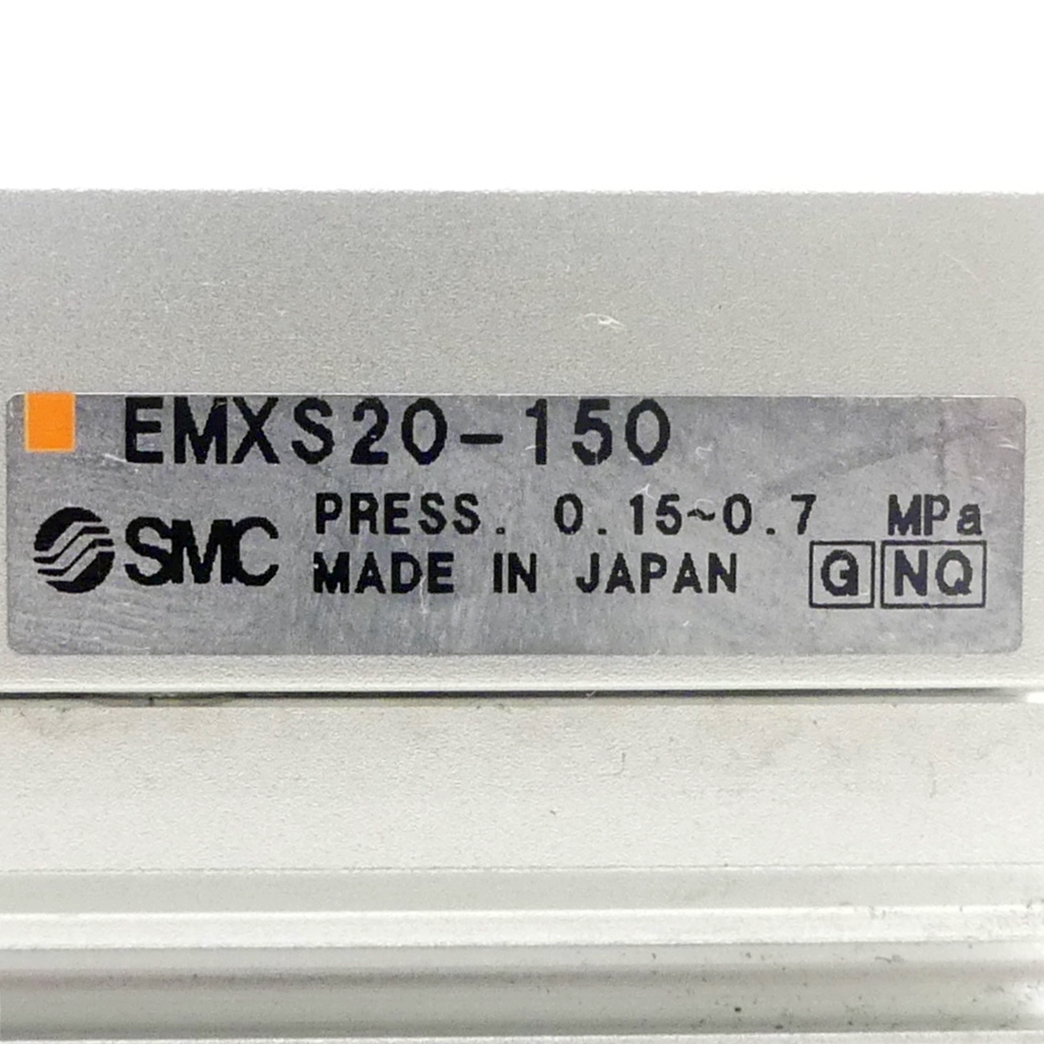 EMXS20-150
SMC PRESS. 0.15~0.7 MPa
MADE IN JAPAN G NQ